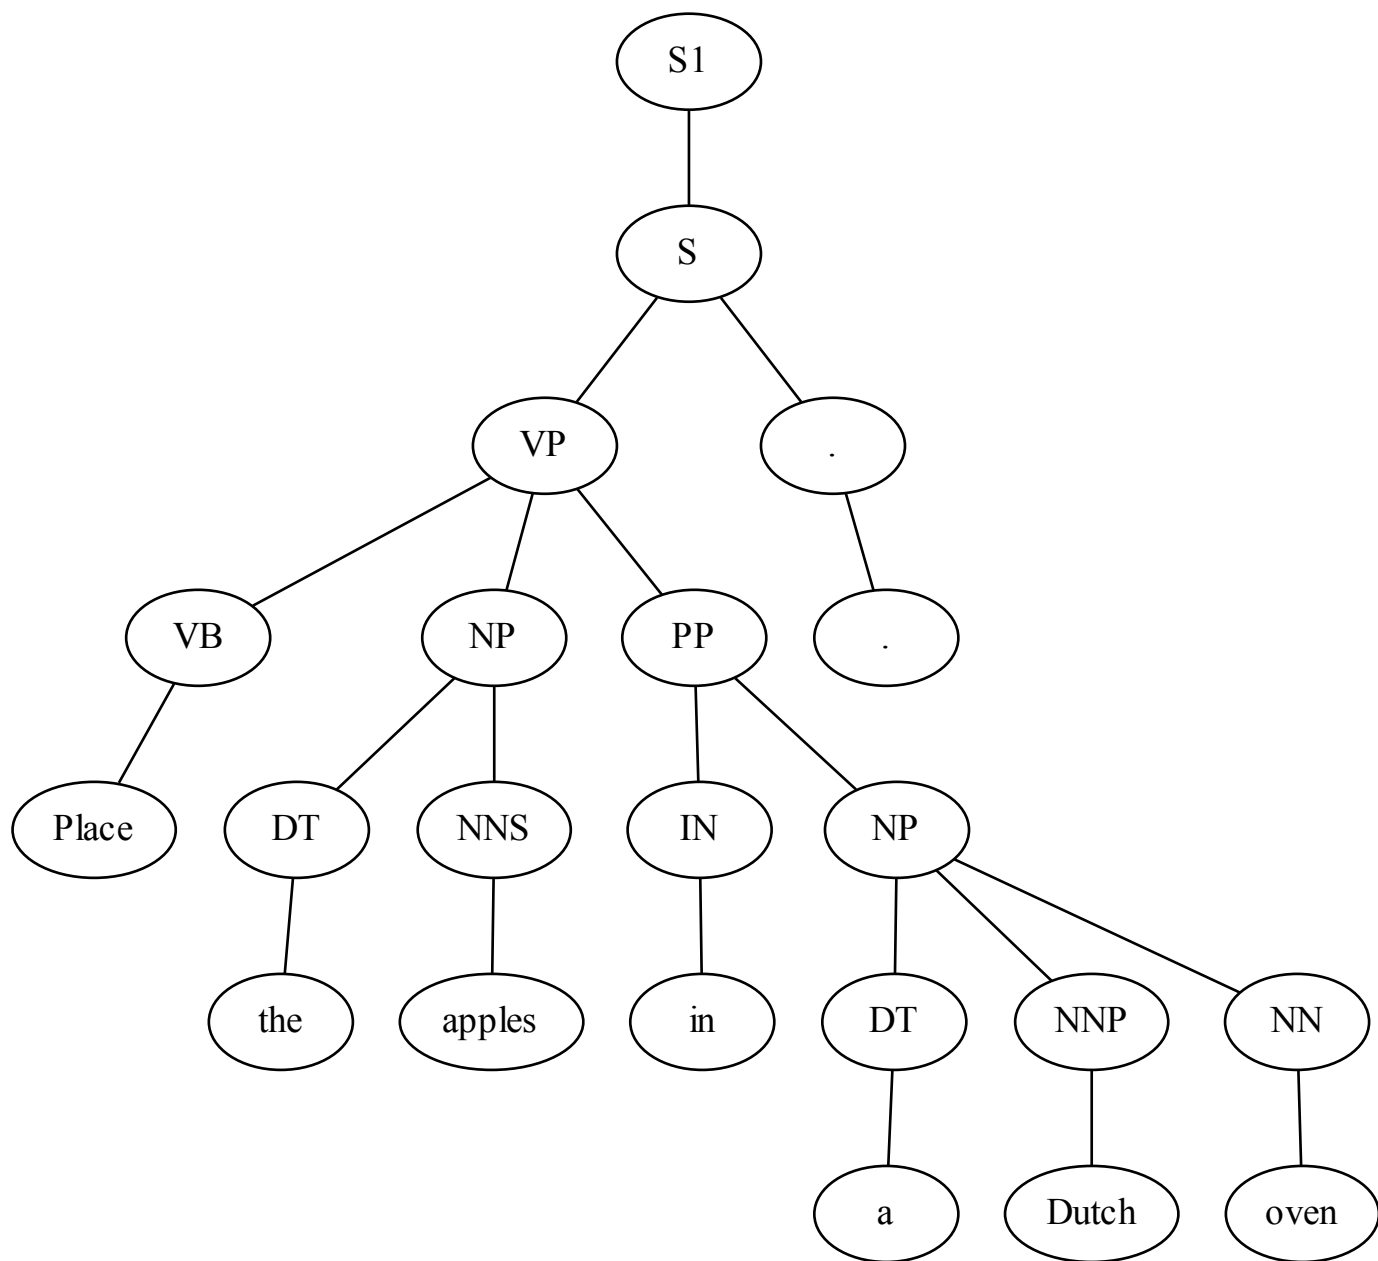 S1
S
VP .
VB NP PP .
Place DT NNS IN NP
the apples in DT NNP NN
a Dutch oven